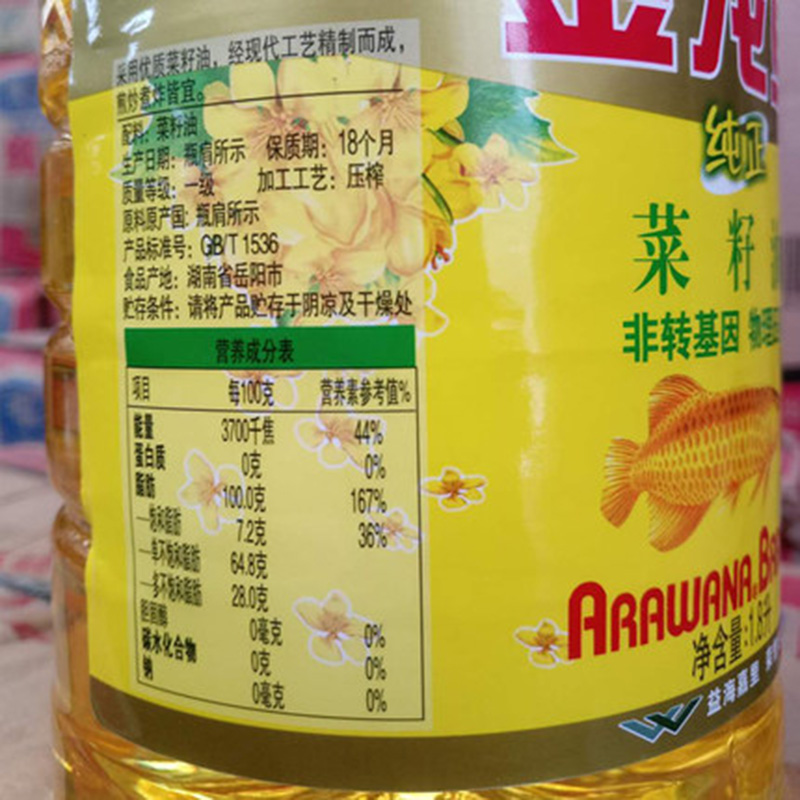 采用优质菜籽油，经现代工艺精制而成，
煎炒煮炸皆宜。
配料：菜籽油
生产日期：瓶肩所示 保质期：18个月
质量等级：一级 加工工艺：压榨
原料原产国：瓶肩所示
产品标准号：GB/T 1536
食品产地：湖南省岳阳市
贮存条件：请将产品贮存于阴凉及干燥处
营养成分表
项目 每100克 营养素参考值%
能量 3700千焦 44%
蛋白质 0克 0%
脂肪 100.0克 167%
—饱和脂肪 7.2克 36%
—单不饱和脂肪 64.8克
—多不饱和脂肪 28.0克
胆固醇 0毫克 0%
碳水化合物 0克 0%
钠 0毫克 0%
金龙
纯正
菜籽
非转基因 物理压
ARAWANA BR
净含量:1.8升
益海嘉里